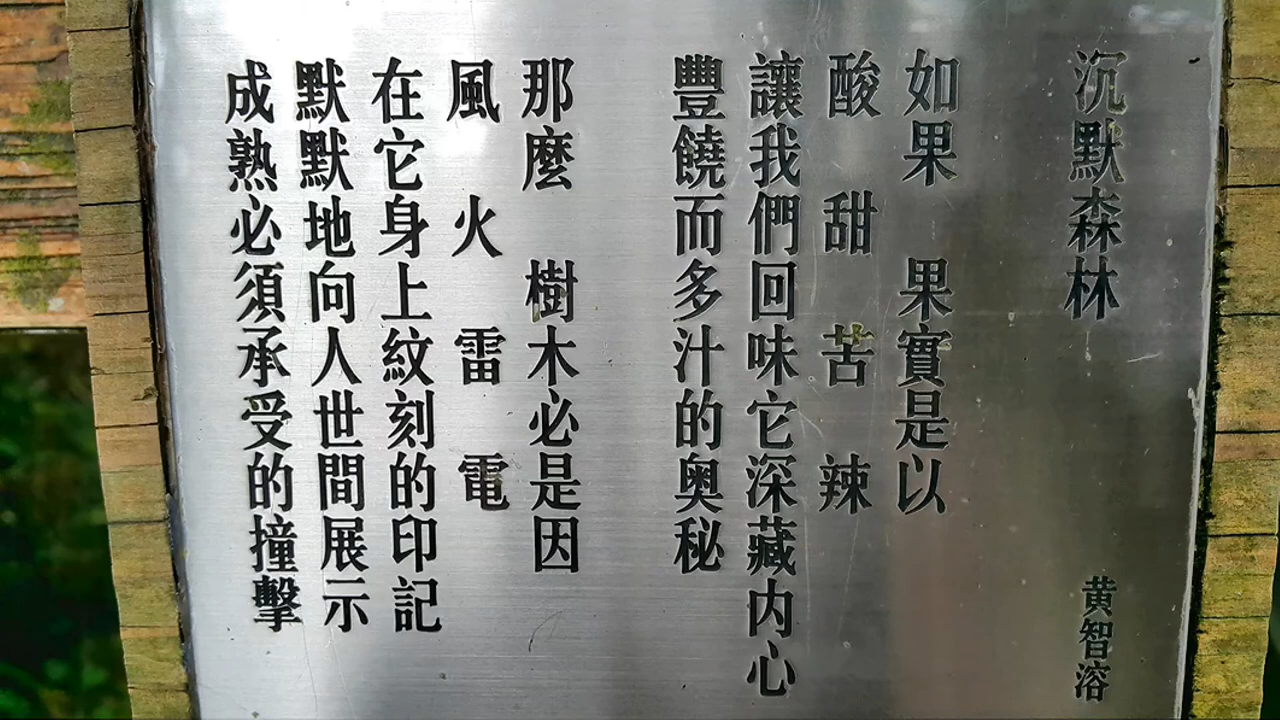 沉默森林
黄智溶
如果 果實是以
酸 甜 苦 辣
讓我們回味它深藏內心
豐饒而多汁的奥秘
那麼 樹木必是因
風 火 雷 電
在它身上紋刻的印記
默默地向人世間展示
成熟必須承受的撞擊